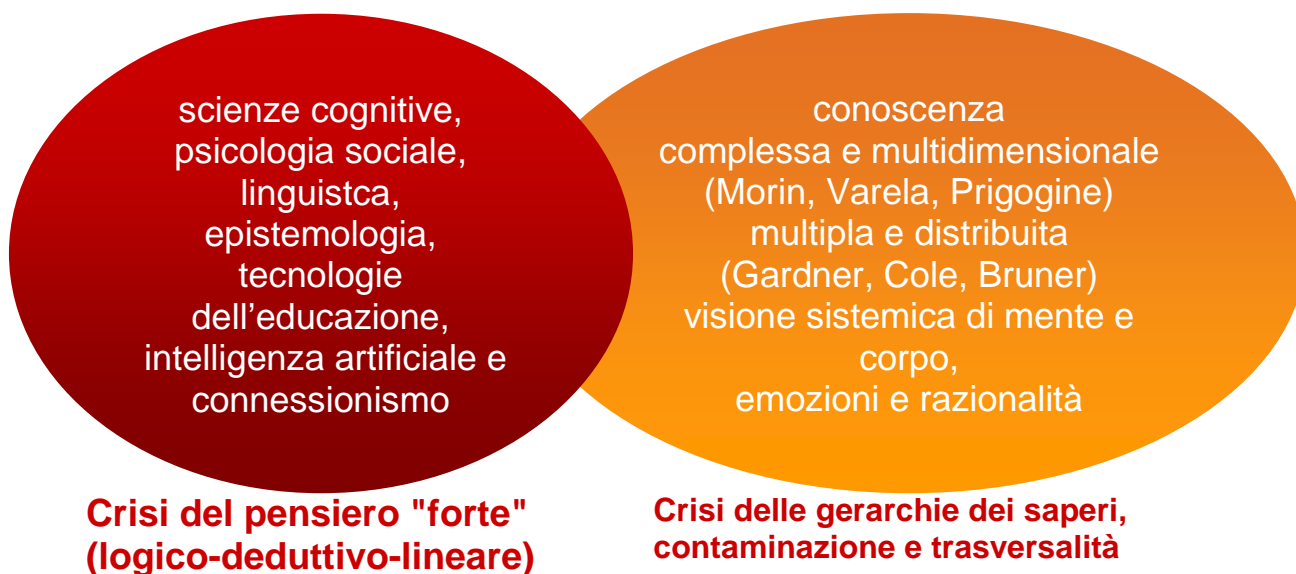 scienze cognitive,
psicologia sociale,
linguistca,
epistemologia,
tecnologie
dell’educazione,
intelligenza artificiale e
connessionismo
conoscenza
complessa e multidimensionale
(Morin, Varela, Prigogine)
multipla e distribuita
(Gardner, Cole, Bruner)
visione sistemica di mente e
corpo,
emozioni e razionalità
Crisi del pensiero "forte"
(logico-deduttivo-lineare)
Crisi delle gerarchie dei saperi,
contaminazione e trasversalità